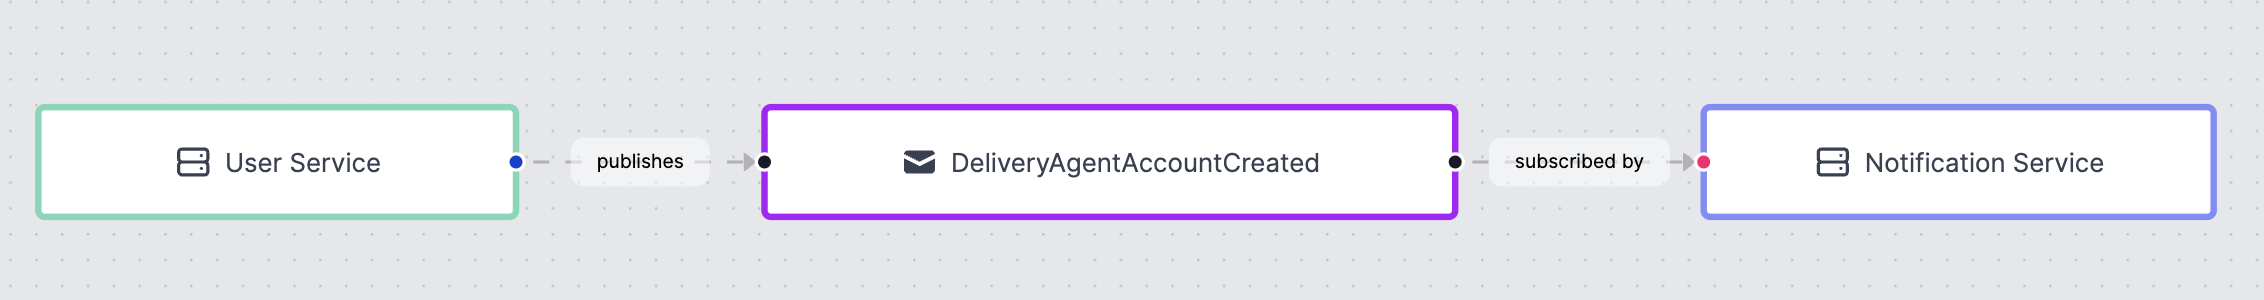 User Service
publishes
DeliveryAgentAccountCreated
subscribed by
Notification Service